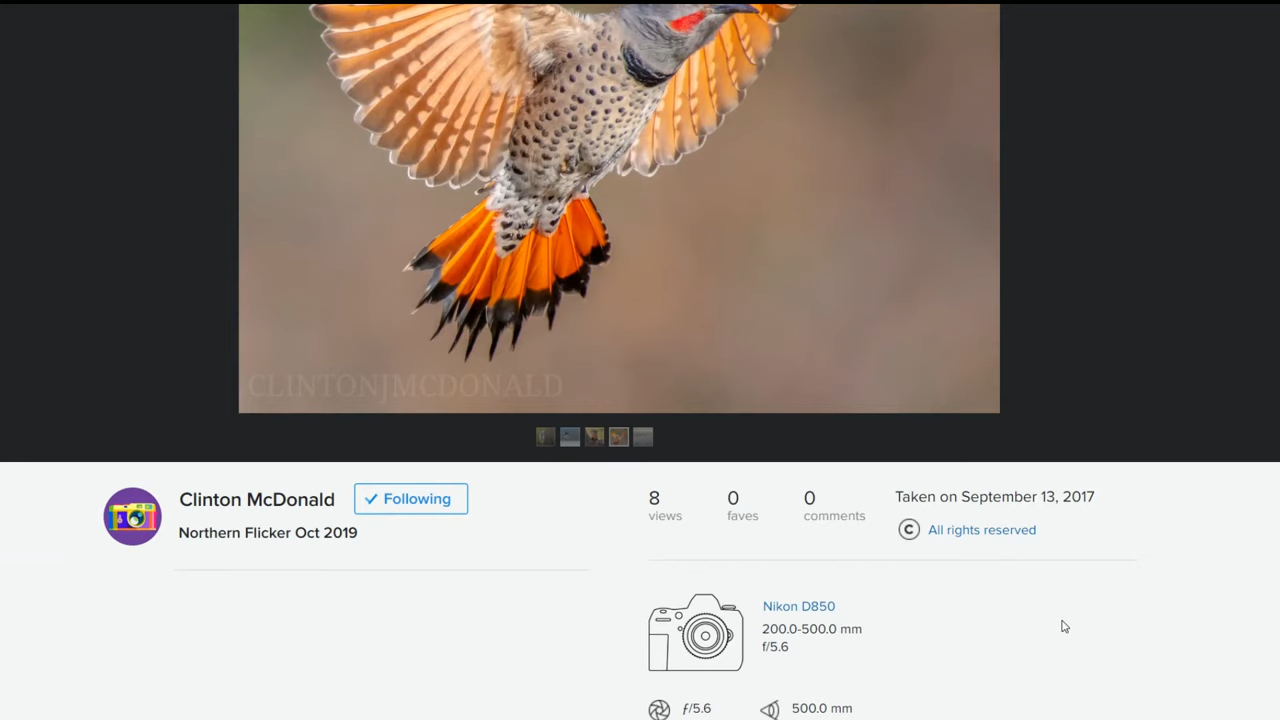 CLINTONJMCDONALD
Clinton McDonald
Following
Northern Flicker Oct 2019
8
views
0
faves
0
comments
Taken on September 13, 2017
C All rights reserved
Nikon D850
200.0-500.0 mm
f/5.6
ƒ/5.6
500.0 mm